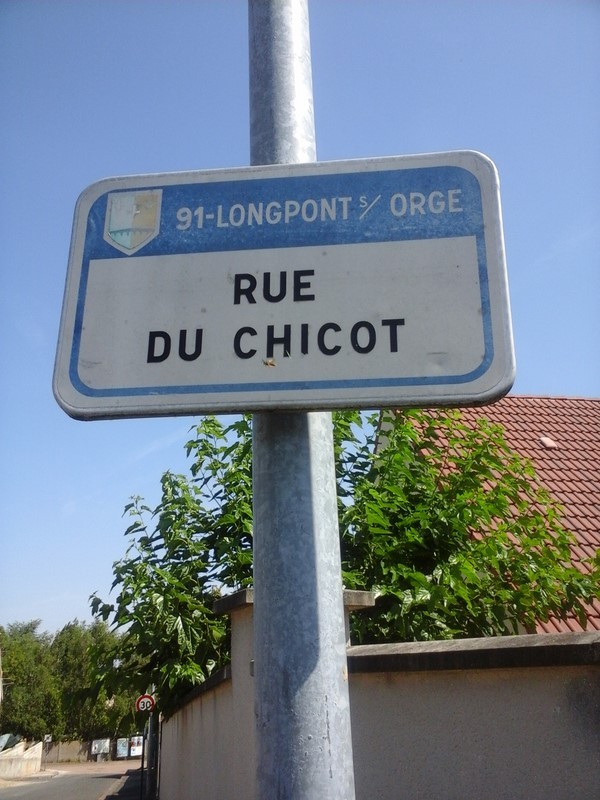 91-LONGPONT S/ ORGE
RUE
DU CHICOT
30